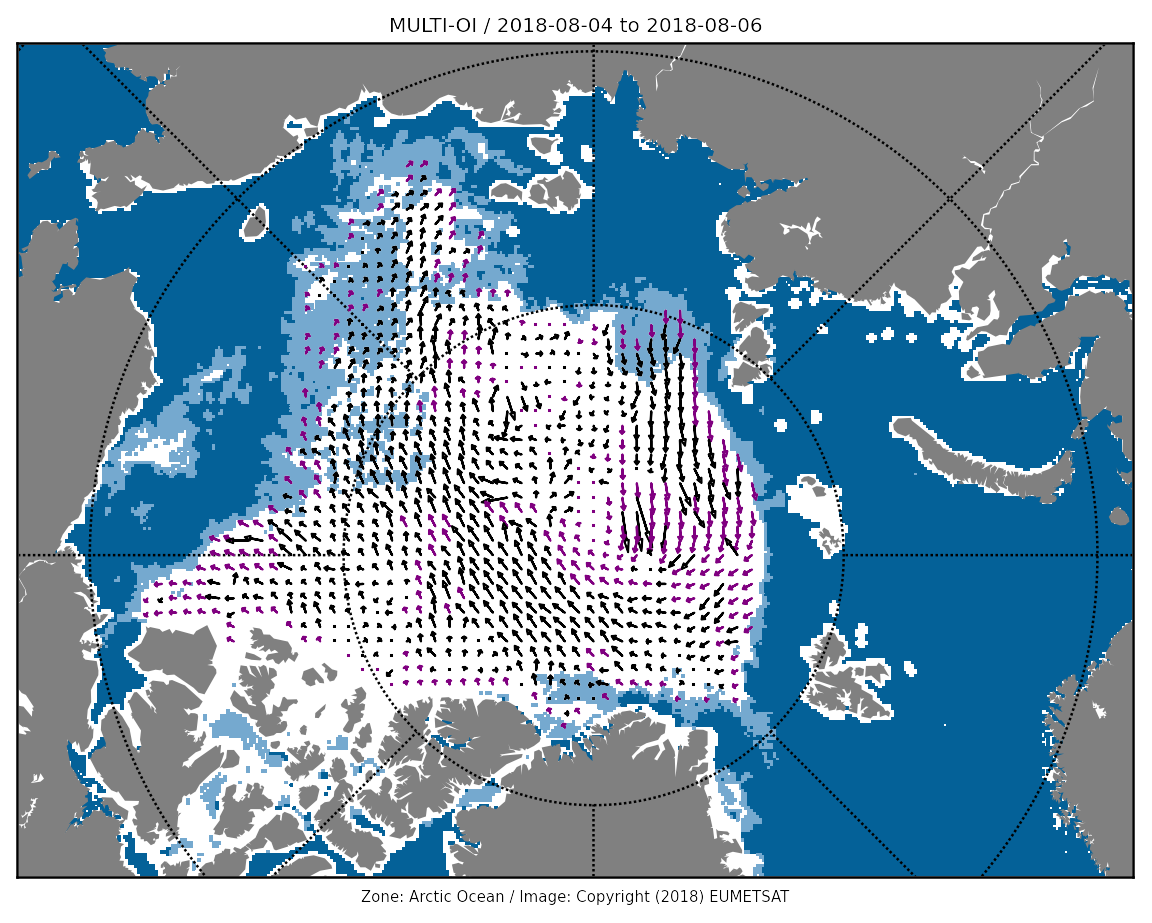 MULTI-OI / 2018-08-04 to 2018-08-06
Zone: Arctic Ocean / Image: Copyright (2018) EUMETSAT